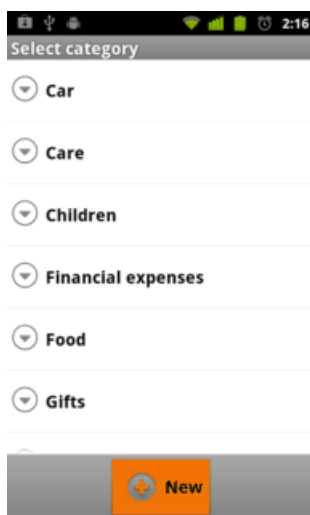 2:16
Select category
Car
Care
Children
Financial expenses
Food
Gifts
New